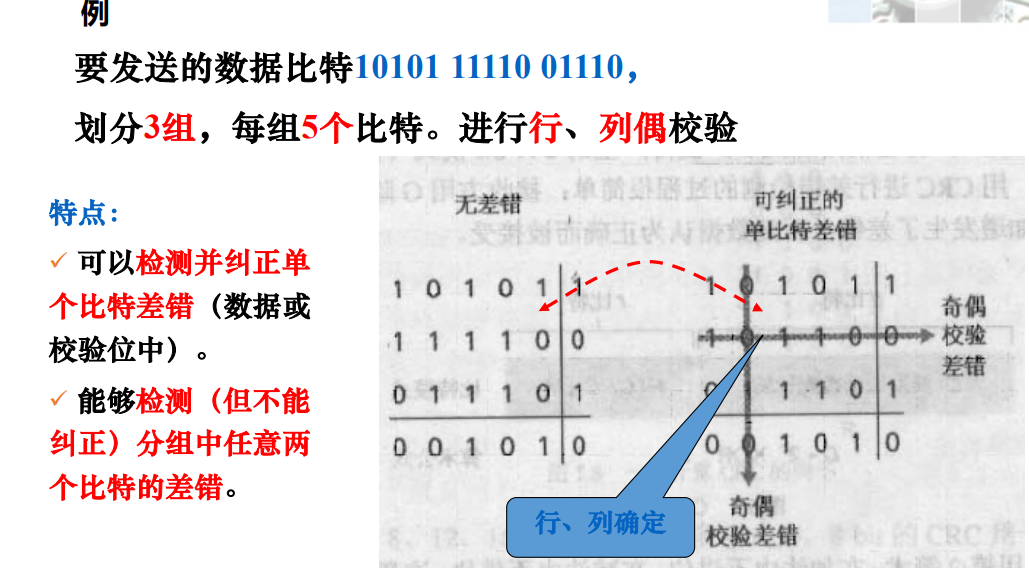 例
要发送的数据比特10101 11110 01110，
划分3组，每组5个比特。进行行、列偶校验
特点：
✓ 可以检测并纠正单
个比特差错（数据或
校验位中）。
✓ 能够检测（但不能
纠正）分组中任意两
个比特的差错。
无差错
1 0 1 0 1 1
1 1 1 1 0 0
0 1 1 1 0 1
0 0 1 0 1 0
可纠正的
单比特差错
1 0 1 0 1 1
1 0 1 1 0 0
0 1 1 1 0 1
0 0 1 0 1 0
奇偶
校验
差错
奇偶
校验差错
行、列确定